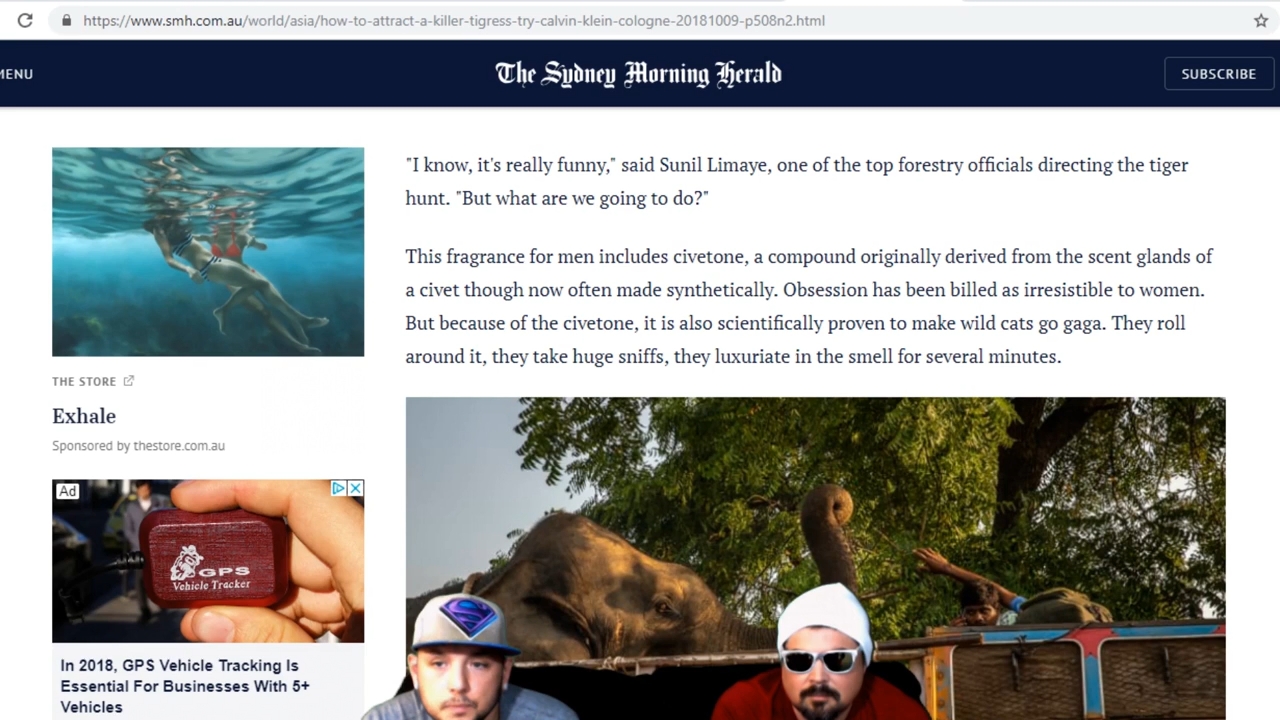 https://www.smh.com.au/world/asia/how-to-attract-a-killer-tigress-try-calvin-klein-cologne-20181009-p508n2.html
MENU
The Sydney Morning Herald
SUBSCRIBE
THE STORE
Exhale
Sponsored by thestore.com.au
Ad
GPS
Vehicle Tracker
In 2018, GPS Vehicle Tracking Is
Essential For Businesses With 5+
Vehicles
"I know, it's really funny," said Sunil Limaye, one of the top forestry officials directing the tiger
hunt. "But what are we going to do?"
This fragrance for men includes civetone, a compound originally derived from the scent glands of
a civet though now often made synthetically. Obsession has been billed as irresistible to women.
But because of the civetone, it is also scientifically proven to make wild cats go gaga. They roll
around it, they take huge sniffs, they luxuriate in the smell for several minutes.